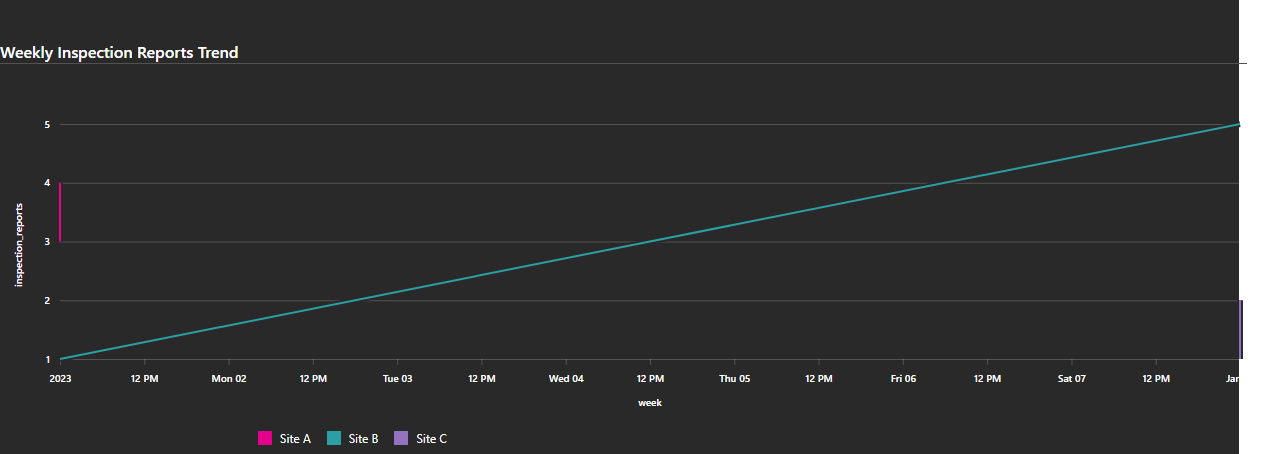 Weekly Inspection Reports Trend
5
4
3
2
1
inspection_reports
2023 12 PM Mon 02 12 PM Tue 03 12 PM Wed 04 12 PM Thu 05 12 PM Fri 06 12 PM Sat 07 12 PM Jan
week
Site A Site B Site C